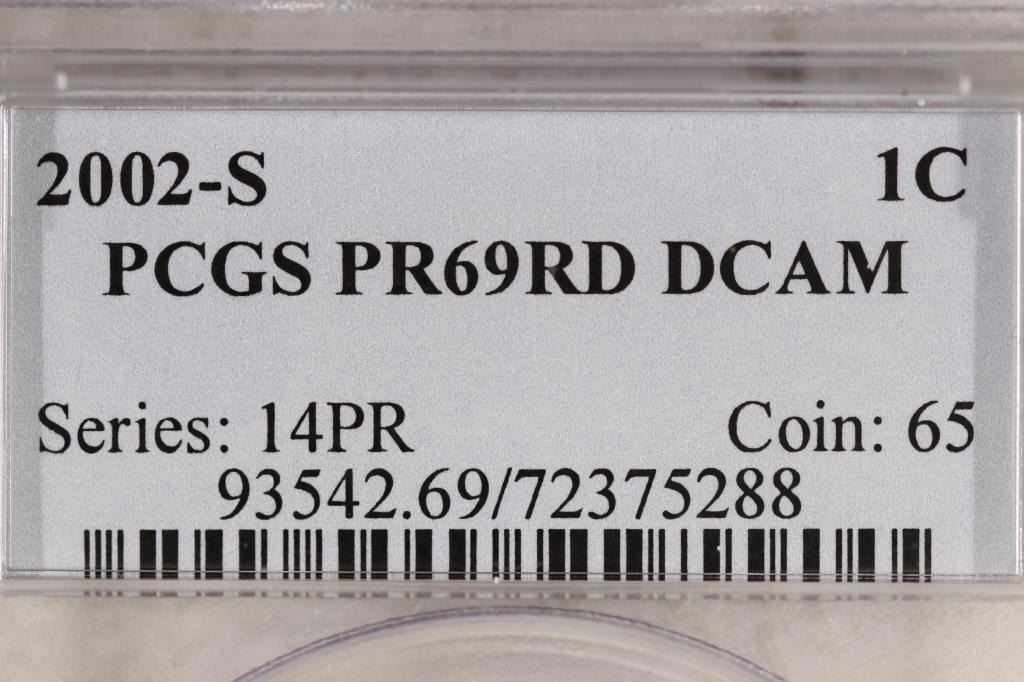 2002-S 1C
PCGS PR69RD DCAM
Series: 14PR Coin: 65
93542.69/72375288